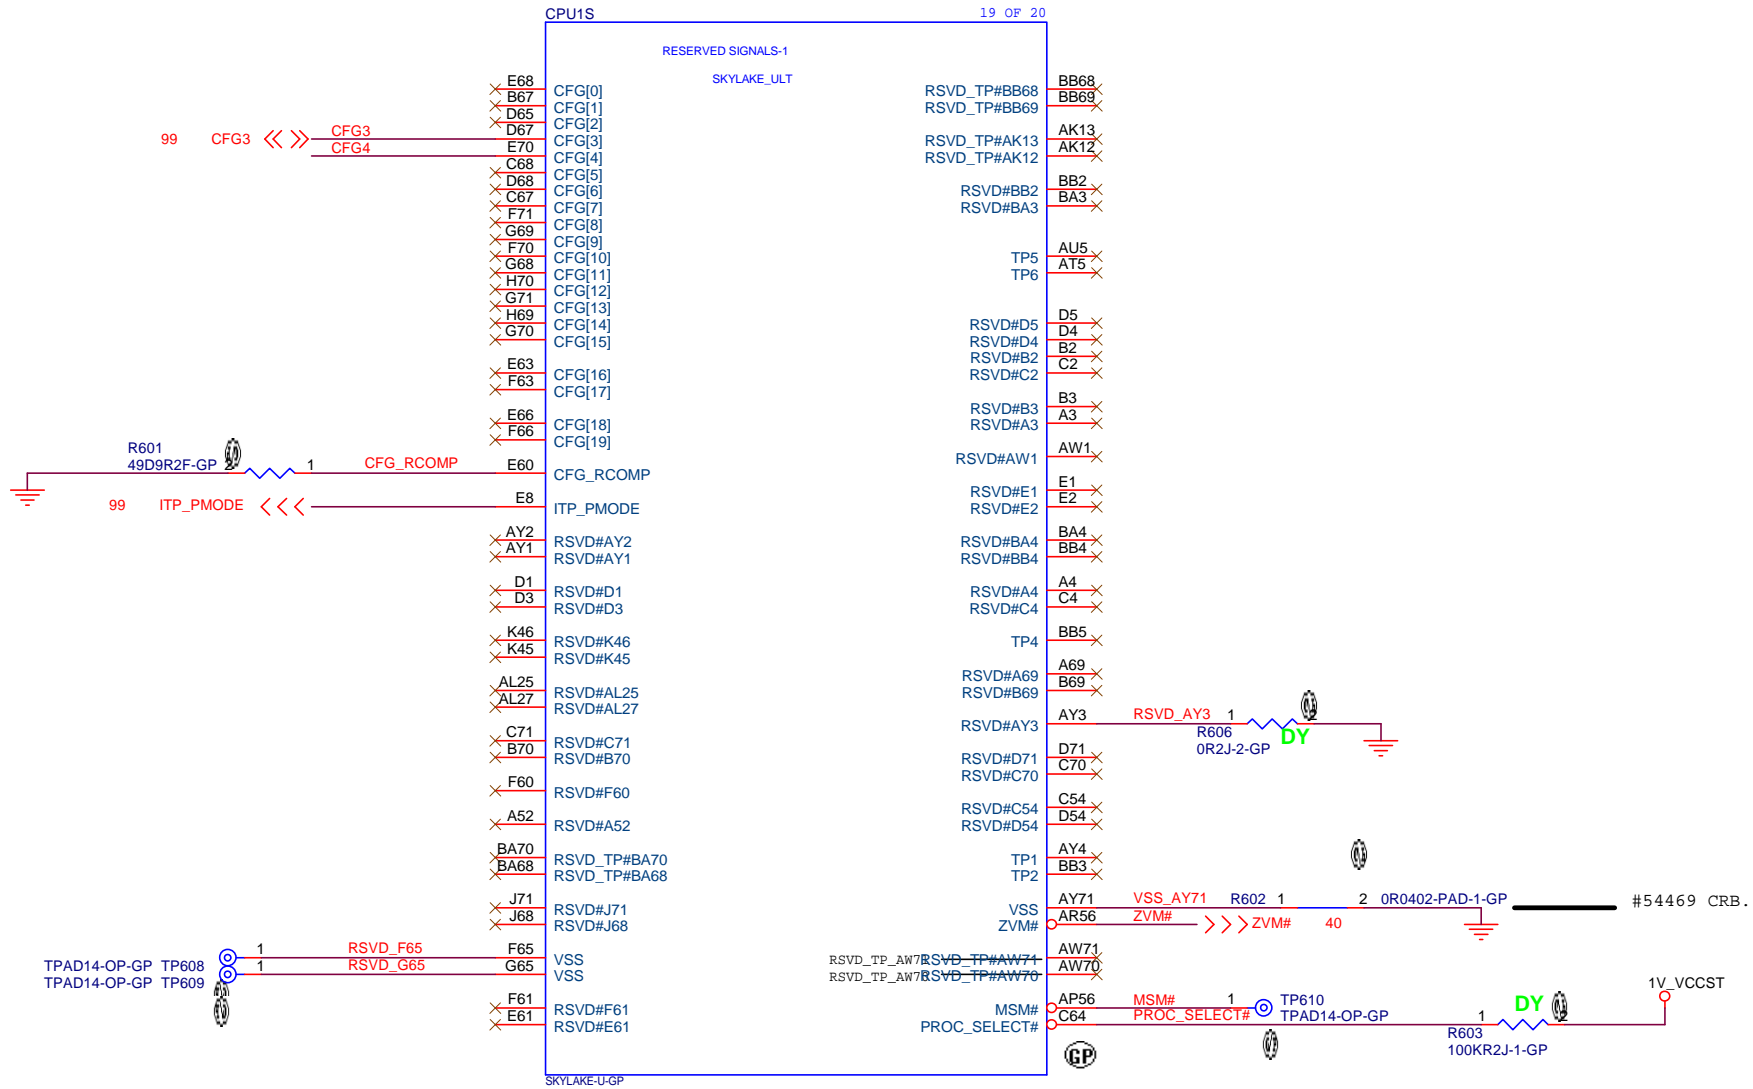 CPU1S 19 OF 20
RESERVED SIGNALS-1
SKYLAKE_ULT
E68 CFG[0] RSVD_TP#BB68 BB68
B67 CFG[1] RSVD_TP#BB69 BB69
D65 CFG[2]
99 CFG3 CFG3 D67 CFG[3] RSVD_TP#AK13 AK13
CFG4 E70 CFG[4] RSVD_TP#AK12 AK12
C68 CFG[5]
D68 CFG[6] RSVD#BB2 BB2
C67 CFG[7] RSVD#BA3 BA3
F71 CFG[8]
G69 CFG[9]
F70 CFG[10] TP5 AU5
G68 CFG[11] TP6 AT5
H70 CFG[12]
G71 CFG[13]
H69 CFG[14] RSVD#D5 D5
G70 CFG[15] RSVD#D4 D4
RSVD#B2 B2
E63 CFG[16] RSVD#C2 C2
F63 CFG[17]
RSVD#B3 B3
E66 CFG[18] RSVD#A3 A3
F66 CFG[19]
R601 RSVD#AW1 AW1
49D9R2F-GP 2 1 CFG_RCOMP E60 CFG_RCOMP
RSVD#E1 E1
99 ITP_PMODE E8 ITP_PMODE RSVD#E2 E2
AY2 RSVD#AY2 RSVD#BA4 BA4
AY1 RSVD#AY1 RSVD#BB4 BB4
D1 RSVD#D1 RSVD#A4 A4
D3 RSVD#D3 RSVD#C4 C4
K46 RSVD#K46 TP4 BB5
K45 RSVD#K45
RSVD#A69 A69
AL25 RSVD#AL25 RSVD#B69 B69
AL27 RSVD#AL27
RSVD#AY3 AY3 RSVD_AY3 1 2
R606
0R2J-2-GP DY
C71 RSVD#C71
B70 RSVD#B70 RSVD#D71 D71
RSVD#C70 C70
F60 RSVD#F60
RSVD#C54 C54
A52 RSVD#A52 RSVD#D54 D54
BA70 RSVD_TP#BA70 TP1 AY4
BA68 RSVD_TP#BA68 TP2 BB3
J71 RSVD#J71 VSS AY71 VSS_AY71 R602 1 2 0R0402-PAD-1-GP #54469 CRB.
J68 RSVD#J68 ZVM# AR56 ZVM# ZVM# 40
TPAD14-OP-GP TP608 1 RSVD_F65 F65 VSS RSVD_TP_AW71 RSVD_TP#AW71 AW71
TPAD14-OP-GP TP609 1 RSVD_G65 G65 VSS RSVD_TP_AW70 RSVD_TP#AW70 AW70
1V_VCCST
F61 RSVD#F61 MSM# AP56 MSM# 1 TP610
TPAD14-OP-GP
E61 RSVD#E61 PROC_SELECT# C64 PROC_SELECT# 1 2 DY
R603
100KR2J-1-GP
GP
SKYLAKE-U-GP